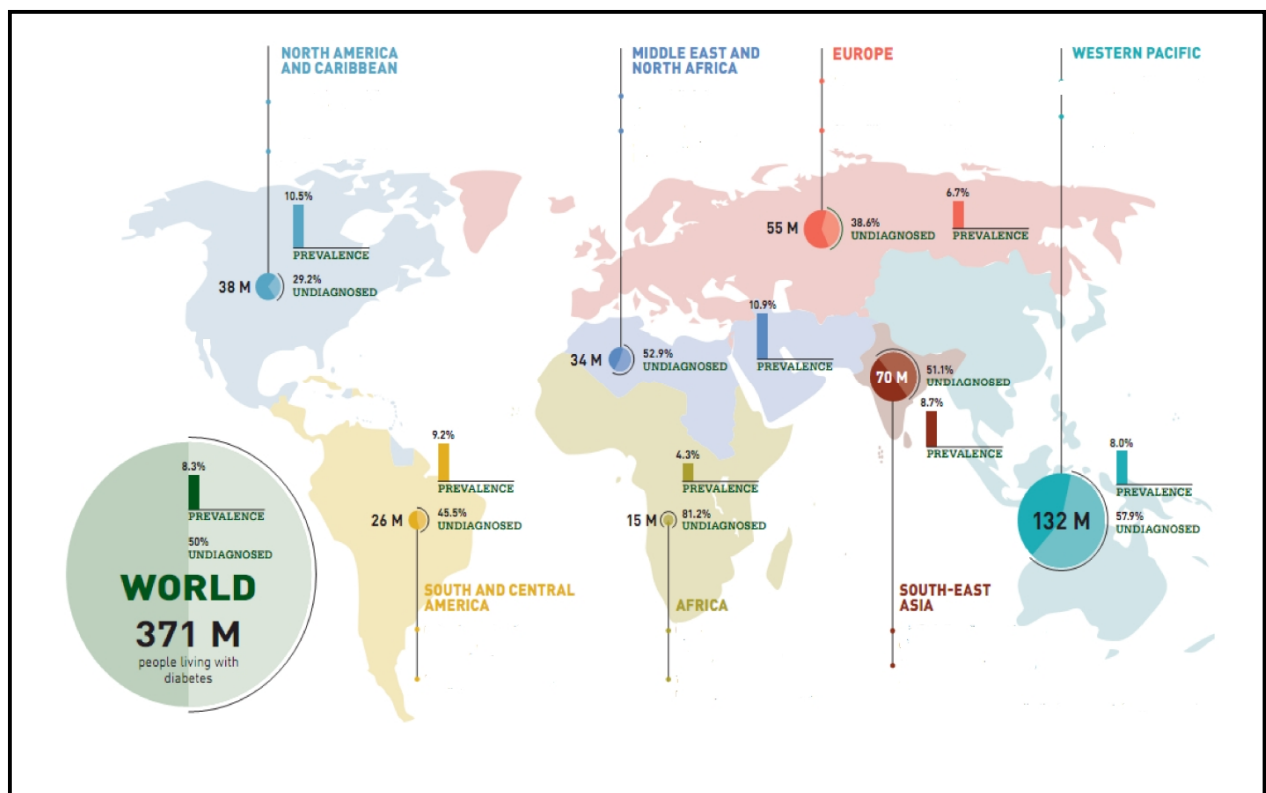 NORTH AMERICA
AND CARIBBEAN
MIDDLE EAST AND
NORTH AFRICA
EUROPE
WESTERN PACIFIC
10.5%
PREVALENCE
38 M
29.2%
UNDIAGNOSED
55 M
38.6%
UNDIAGNOSED
6.7%
PREVALENCE
10.9%
PREVALENCE
34 M
52.9%
UNDIAGNOSED
70 M
51.1%
UNDIAGNOSED
8.7%
PREVALENCE
9.2%
PREVALENCE
26 M
45.5%
UNDIAGNOSED
4.3%
PREVALENCE
15 M
81.2%
UNDIAGNOSED
8.0%
PREVALENCE
132 M
57.9%
UNDIAGNOSED
8.3%
PREVALENCE
50%
UNDIAGNOSED
WORLD
371 M
people living with
diabetes
SOUTH AND CENTRAL
AMERICA
AFRICA
SOUTH-EAST
ASIA